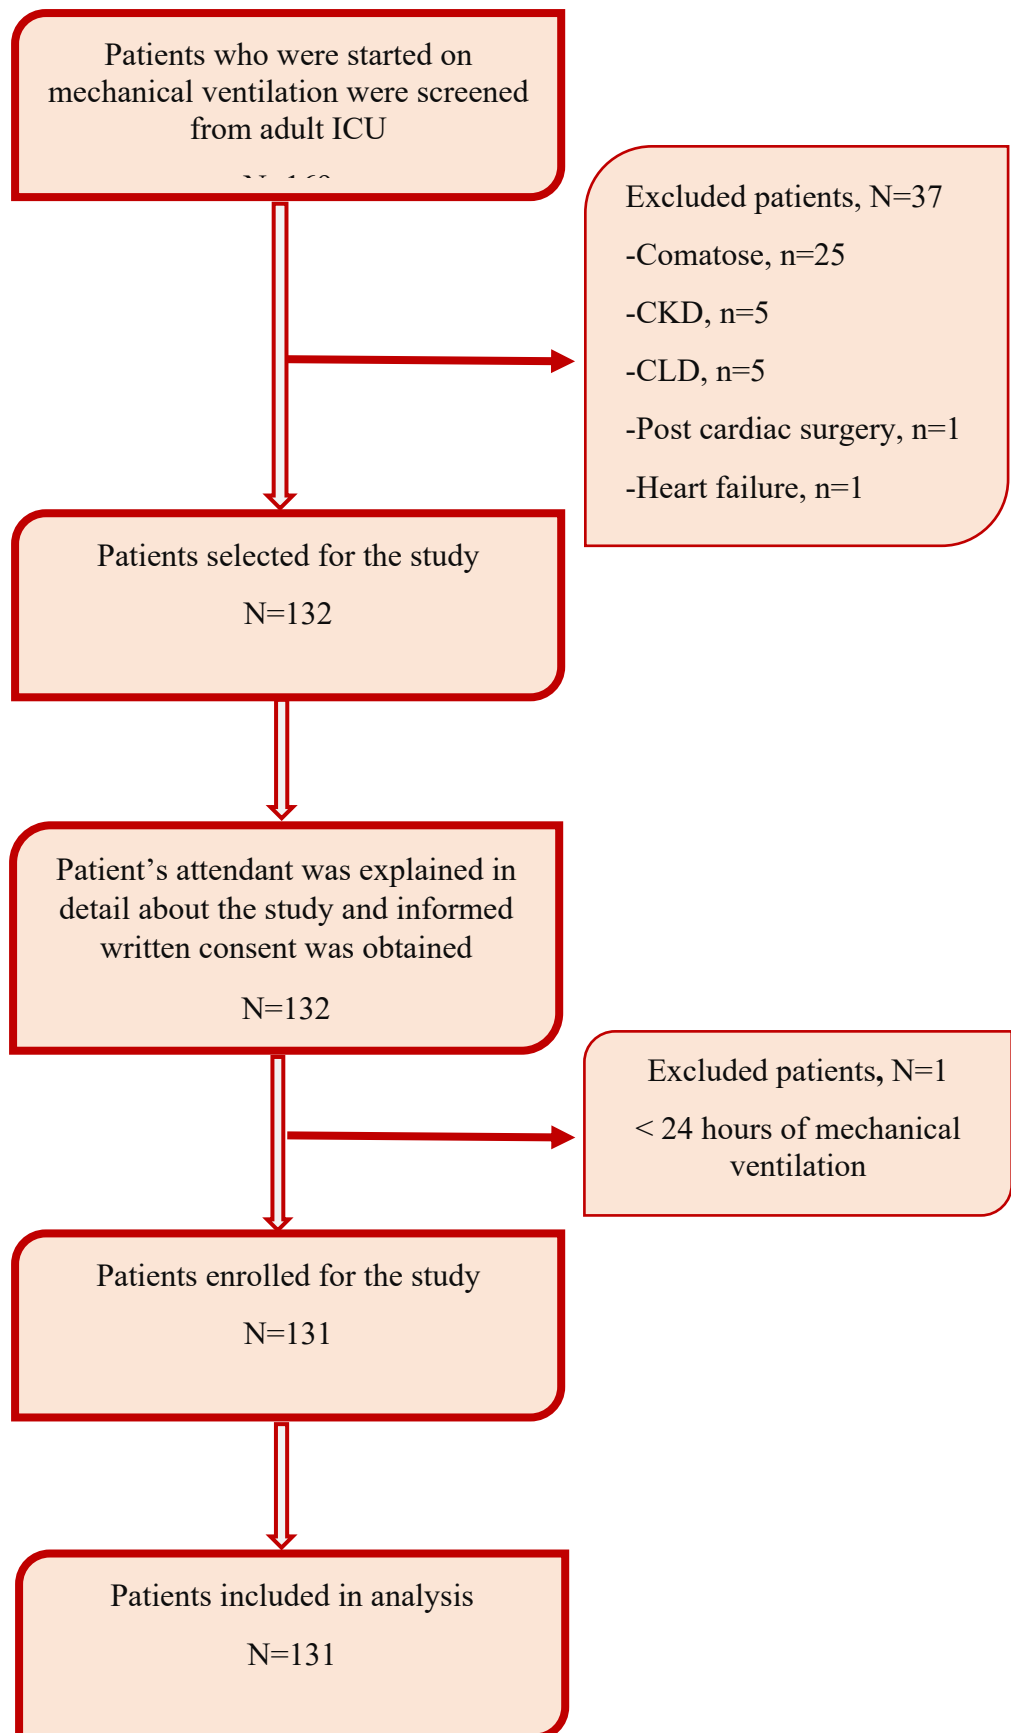 Patients who were started on
mechanical ventilation were screened
from adult ICU
Excluded patients, N=37
-Comatose, n=25
-CKD, n=5
-CLD, n=5
-Post cardiac surgery, n=1
-Heart failure, n=1
Patients selected for the study
N=132
Patient’s attendant was explained in
detail about the study and informed
written consent was obtained
N=132
Excluded patients, N=1
< 24 hours of mechanical
ventilation
Patients enrolled for the study
N=131
Patients included in analysis
N=131